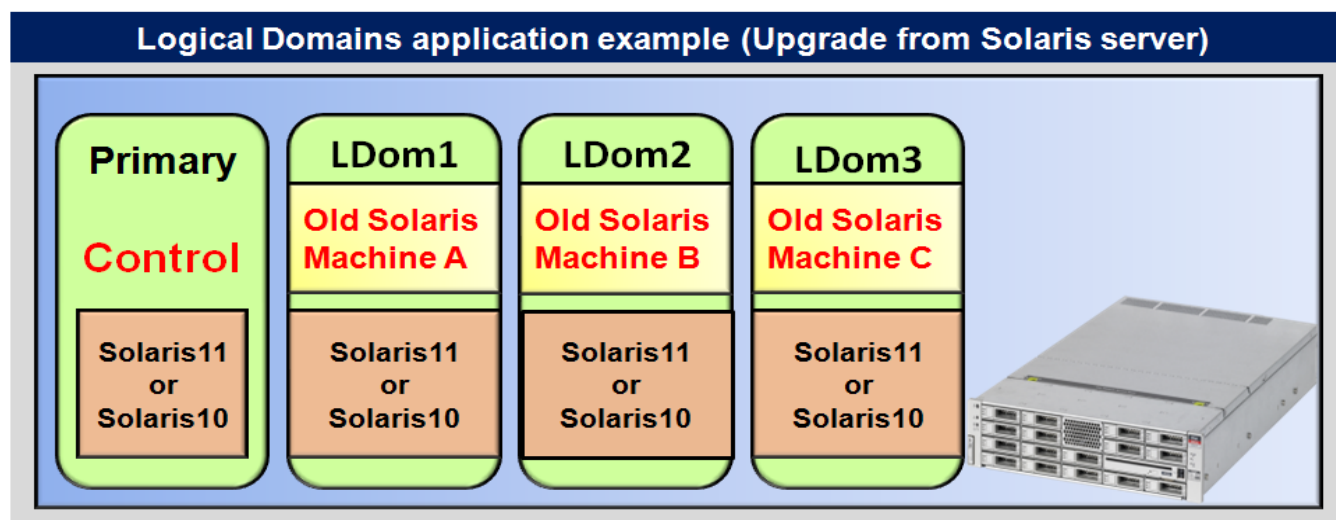 Logical Domains application example (Upgrade from Solaris server)
Primary
Control
Solaris11
or
Solaris10
LDom1
Old Solaris
Machine A
Solaris11
or
Solaris10
LDom2
Old Solaris
Machine B
Solaris11
or
Solaris10
LDom3
Old Solaris
Machine C
Solaris11
or
Solaris10